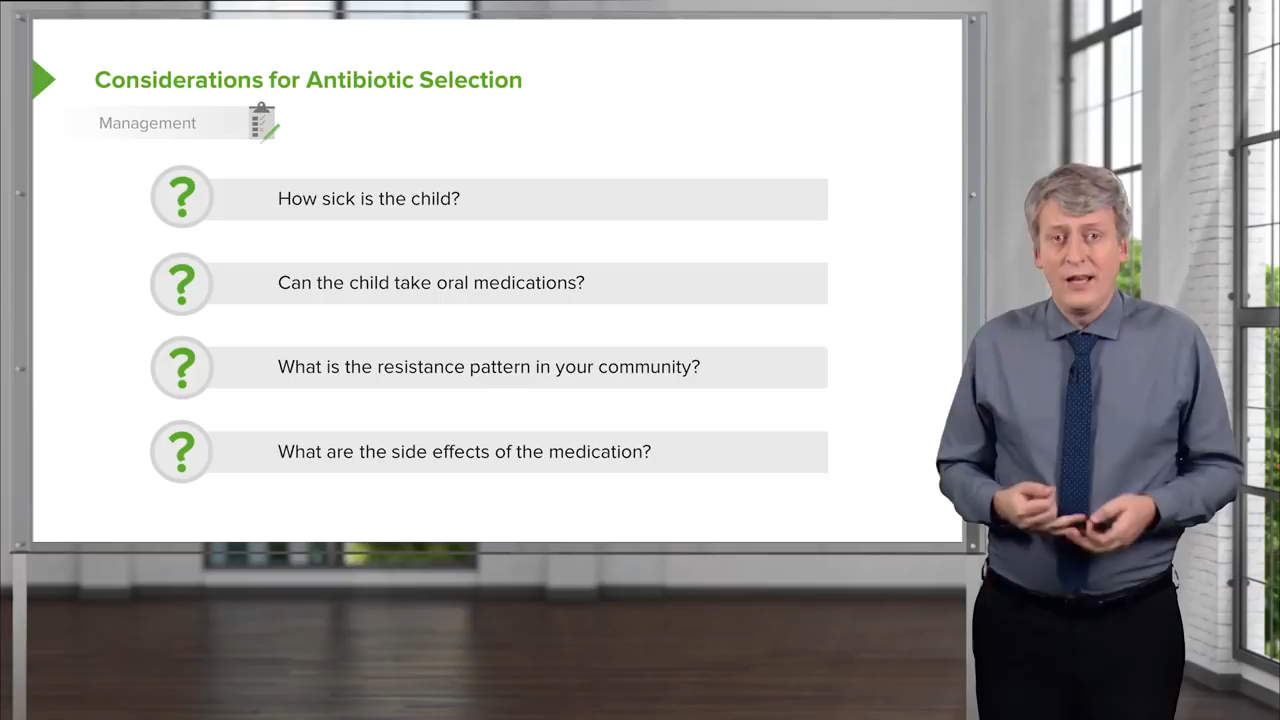 Considerations for Antibiotic Selection
Management
How sick is the child?
Can the child take oral medications?
What is the resistance pattern in your community?
What are the side effects of the medication?